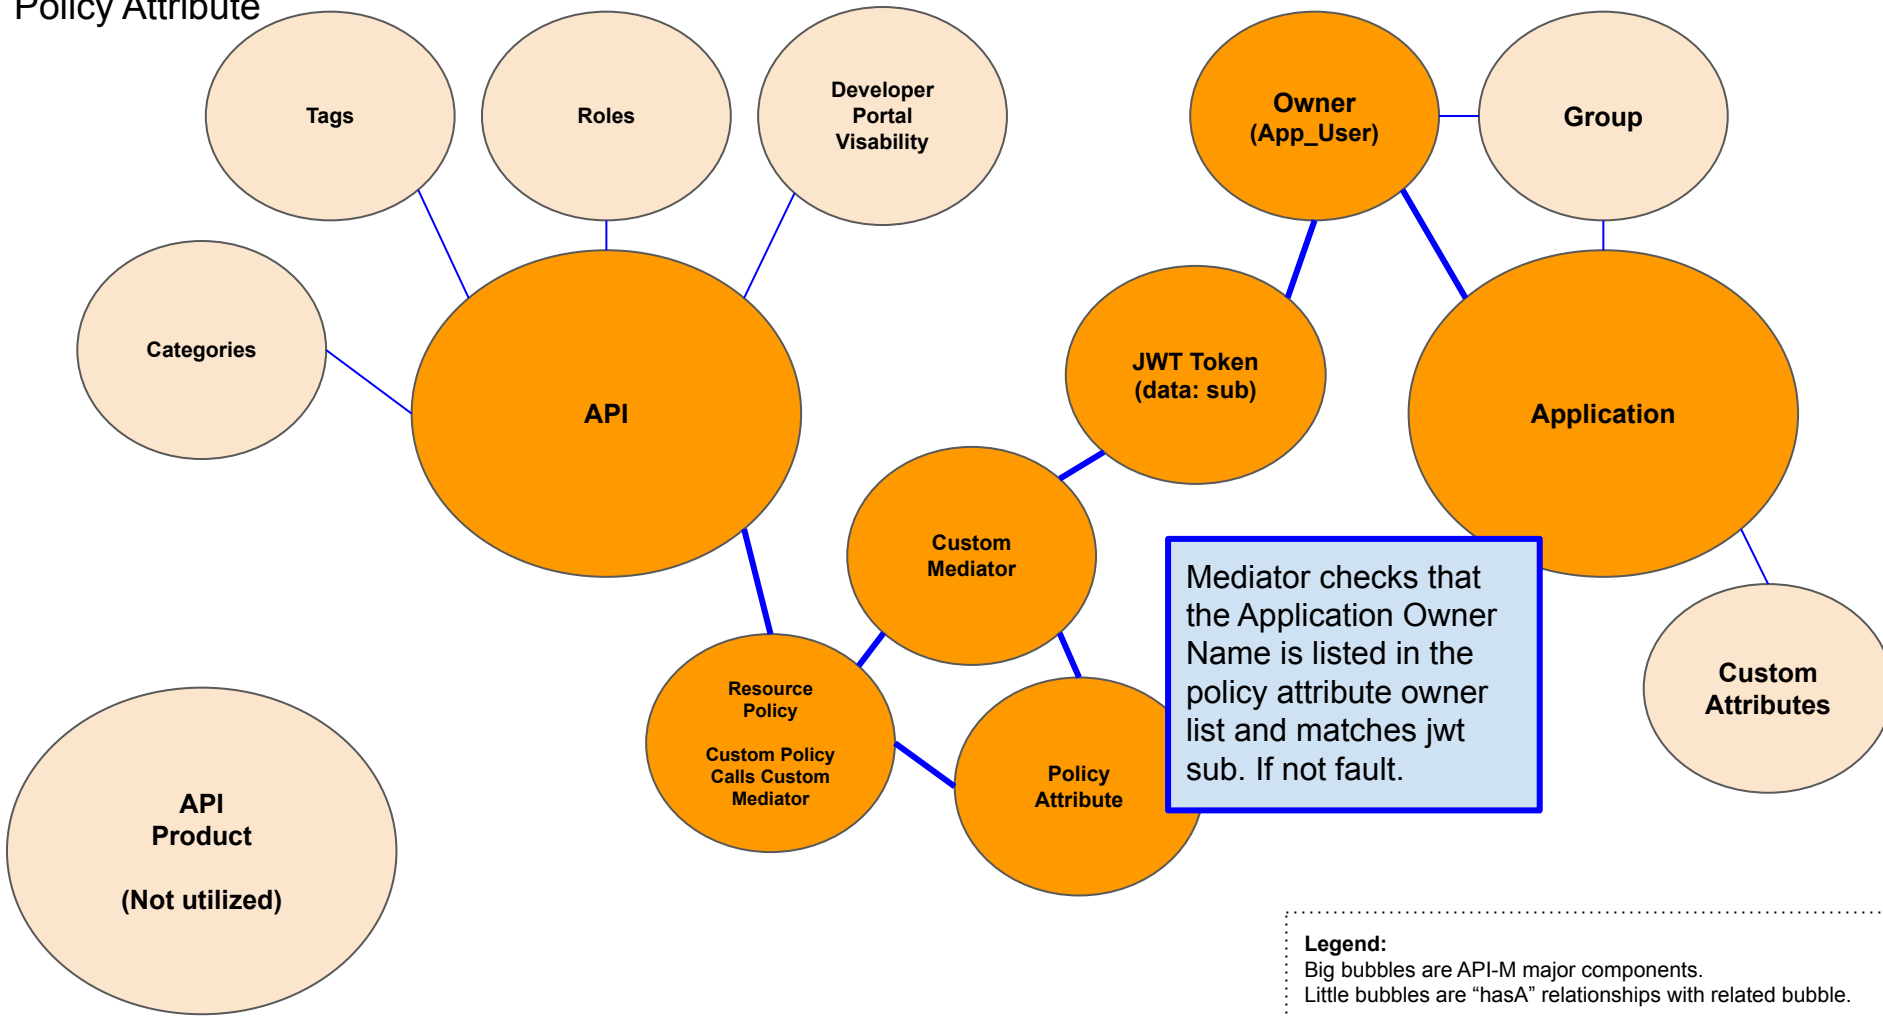 Policy Attribute
Tags
Roles
Developer
Portal
Visability
Owner
(App_User)
Group
Categories
API
JWT Token
(data: sub)
Application
Custom
Mediator
Mediator checks that
the Application Owner
Name is listed in the
policy attribute owner
list and matches jwt
sub. If not fault.
Resource
Policy
Custom Policy
Calls Custom
Mediator
Policy
Attribute
Custom
Attributes
API
Product
(Not utilized)
Legend:
Big bubbles are API-M major components.
Little bubbles are “hasA” relationships with related bubble.